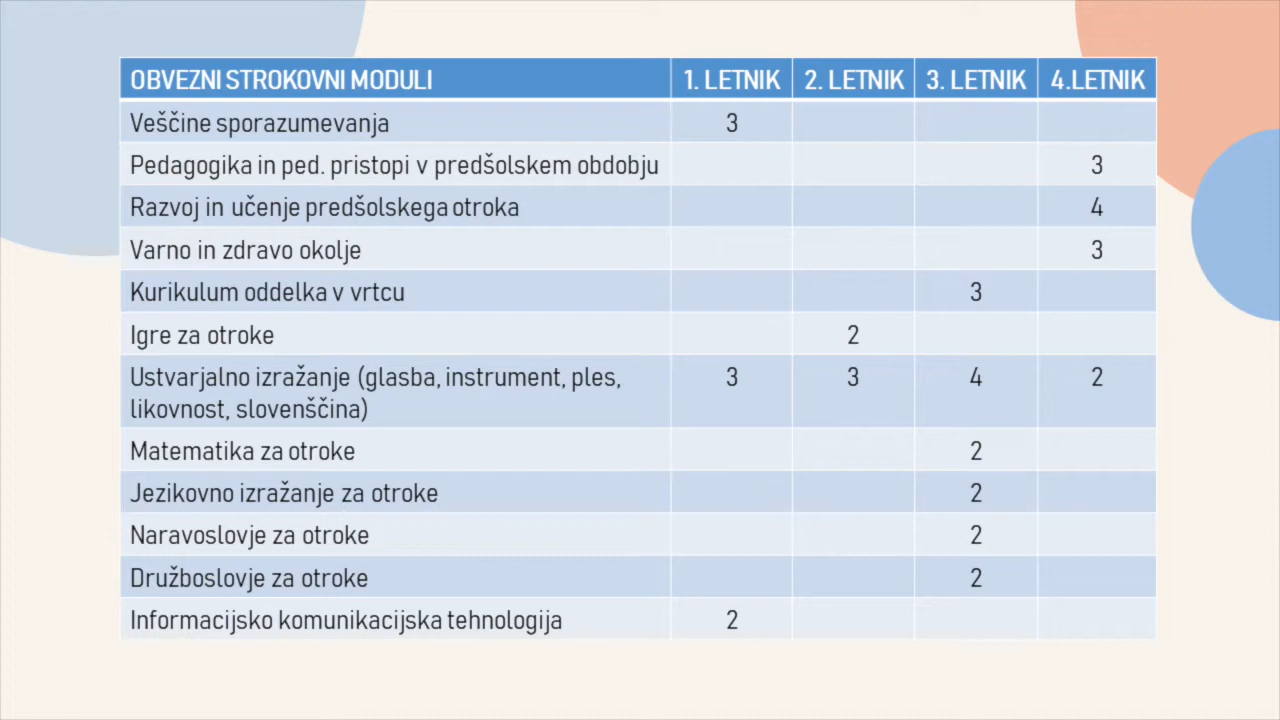 OBVEZNI STROKOVNI MODULI 1. LETNIK 2. LETNIK 3. LETNIK 4.LETNIK
Veščine sporazumevanja 3
Pedagogika in ped. pristopi v predšolskem obdobju 3
Razvoj in učenje predšolskega otroka 4
Varno in zdravo okolje 3
Kurikulum oddelka v vrtcu 3
Igre za otroke 2
Ustvarjalno izražanje (glasba, instrument, ples, 3 3 4 2
likovnost, slovenščina)
Matematika za otroke 2
Jezikovno izražanje za otroke 2
Naravoslovje za otroke 2
Družboslovje za otroke 2
Informacijsko komunikacijska tehnologija 2